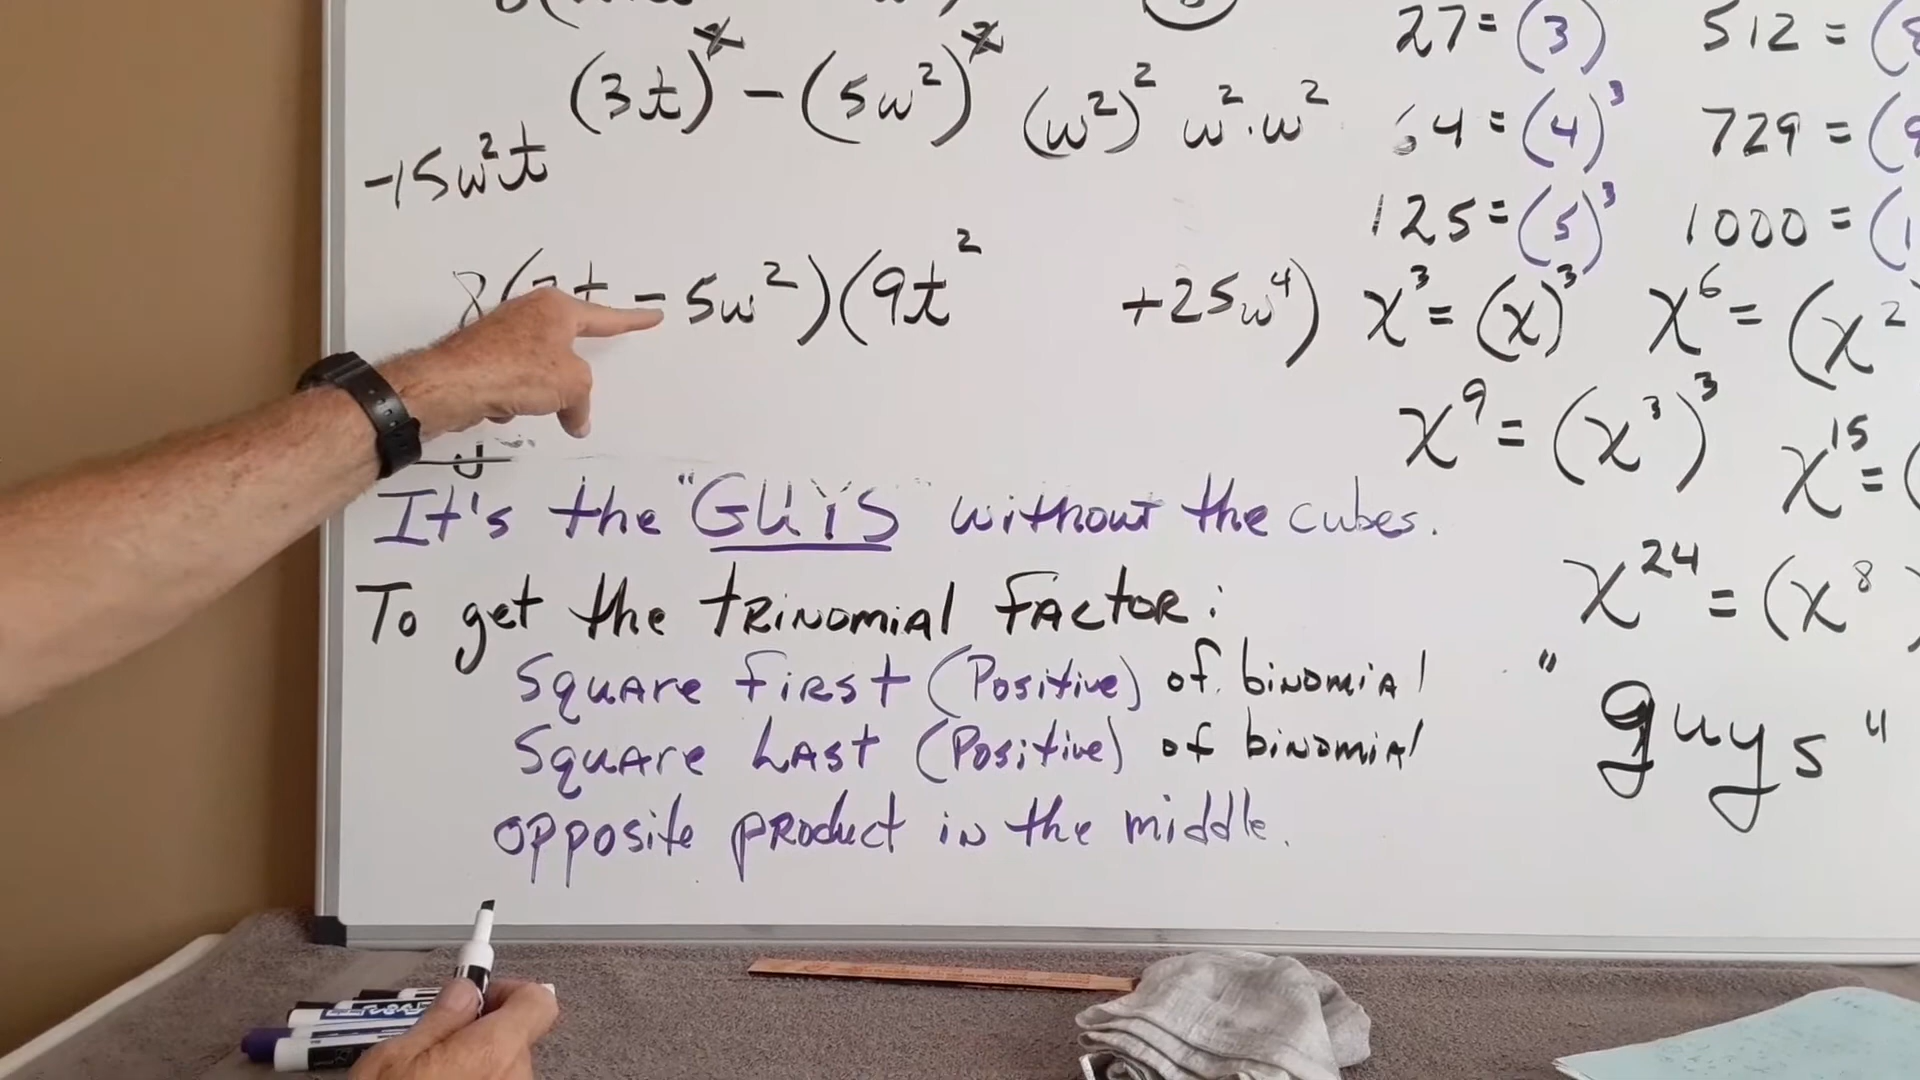 (3t) - (5w²) (w²)² w²·w²
-15w²t
8(3t - 5w²)(9t² +25w⁴)
It's the "GUYS" without the cubes.
To get the trinomial factor:
Square First (Positive) of binomial
Square Last (Positive) of binomial
opposite product in the middle.
27 = (3) 512 =
64 = (4)³ 729 =
125 = (5)³ 1000 =
x³ = (x)³ x⁶ = (x²
x⁹ = (x³)³ x¹⁵ = (
x²⁴ = (x⁸
"guys"